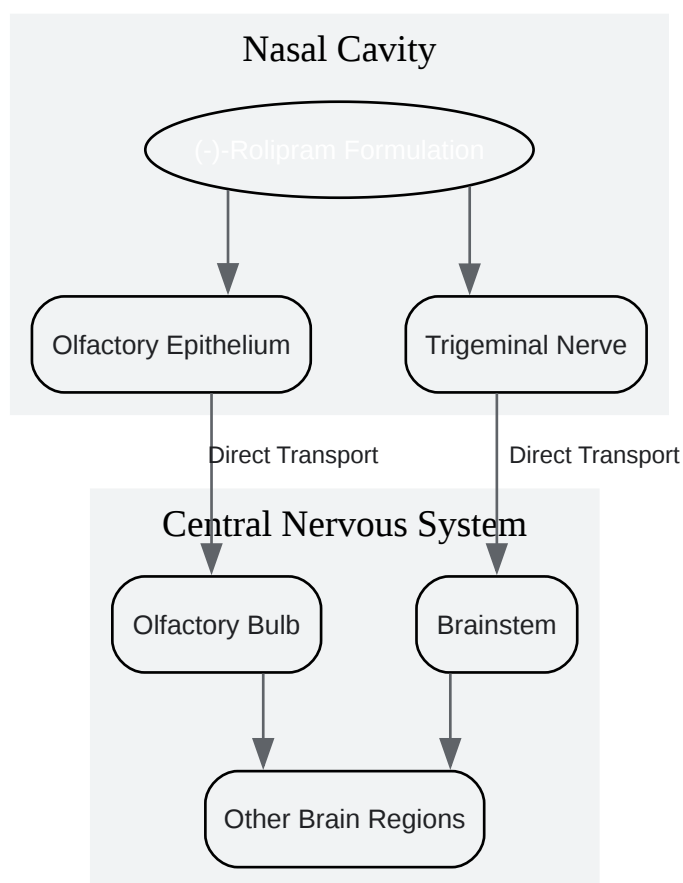 Nasal Cavity
(-)-Rolipram Formulation
Olfactory Epithelium
Trigeminal Nerve
Direct Transport
Direct Transport
Central Nervous System
Olfactory Bulb
Brainstem
Other Brain Regions